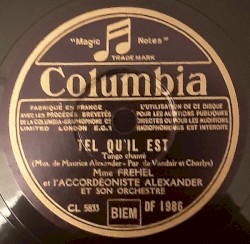 "Magic Notes"
TRADE MARK
Columbia
FABRIQUÉ EN FRANCE
AVEC LES PROCÉDÉS BREVETÉS
DE LA COLUMBIA GRAPHOPHONE CY
LIMITED LONDON E.C.1
L'UTILISATION DE CE DISQUE
POUR LES AUDITIONS PUBLIQUES
DIRECTES OU POUR LES AUDITIONS
RADIOPHONIQUES EST INTERDITE
TEL QU'IL EST
Tango chanté
(Mus. de Maurice Alexander - Par. de Vandair et Charlys)
Mme FREHEL
et l'ACCORDÉONISTE ALEXANDER
ET SON ORCHESTRE
CL 5833
BIEM
DF 1986